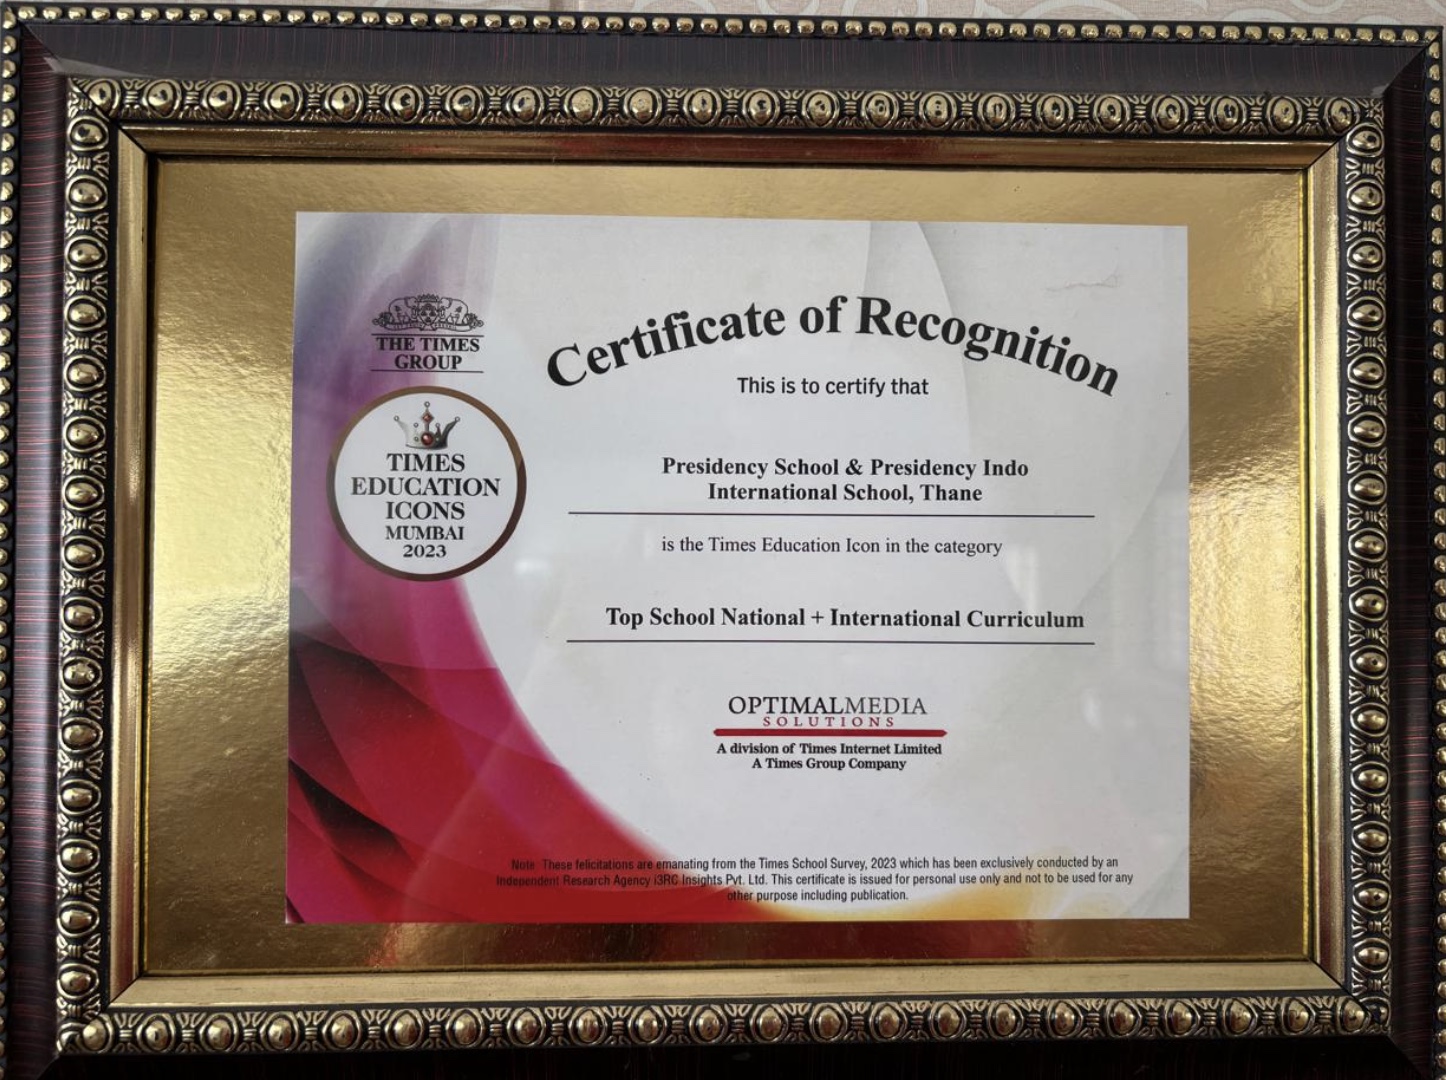 THE TIMES
GROUP
TIMES
EDUCATION
ICONS
MUMBAI
2023
Certificate of Recognition
This is to certify that
Presidency School & Presidency Indo
International School, Thane
is the Times Education Icon in the category
Top School National + International Curriculum
OPTIMALMEDIA
SOLUTIONS
A division of Times Internet Limited
A Times Group Company
Note These felicitations are emanating from the Times School Survey, 2023 which has been exclusively conducted by an
Independent Research Agency i3RC Insights Pvt. Ltd. This certificate is issued for personal use only and not to be used for any
other purpose including publication.